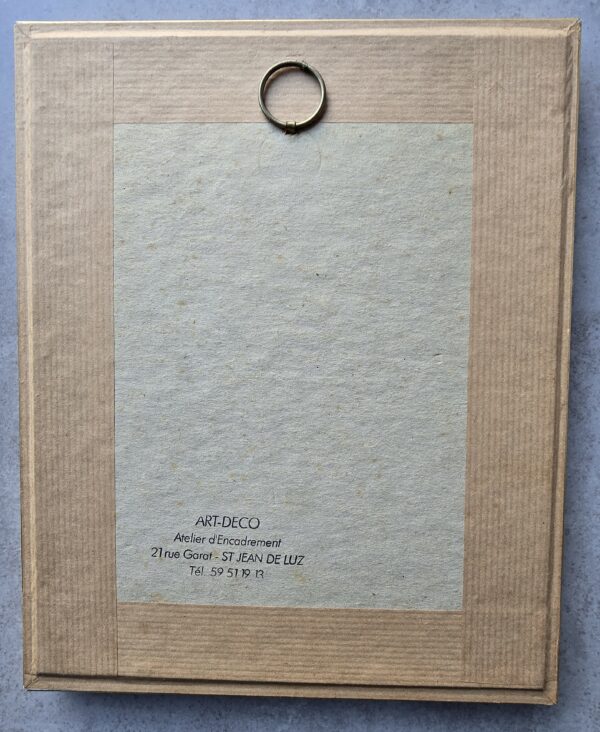 ART-DECO
Atelier d'Encadrement
21 rue Garat - ST JEAN DE LUZ
Tél. 59 51 19 13